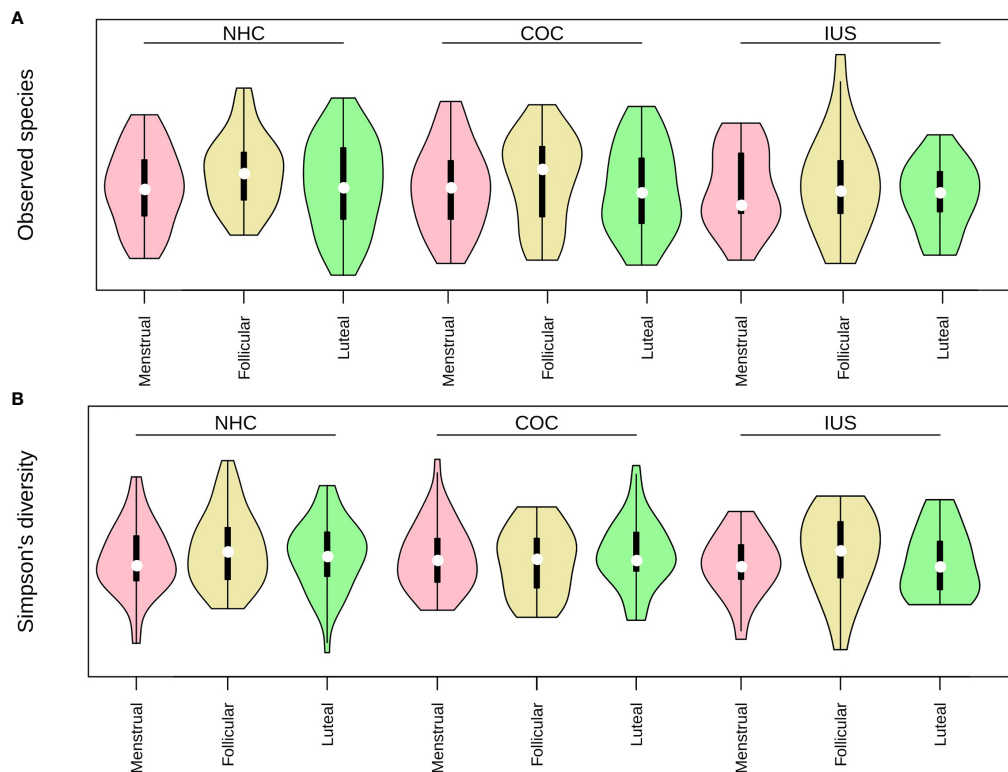 A
NHC COC IUS
Observed species
Menstrual Follicular Luteal Menstrual Follicular Luteal Menstrual Follicular Luteal
B
NHC COC IUS
Simpson's diversity
Menstrual Follicular Luteal Menstrual Follicular Luteal Menstrual Follicular Luteal